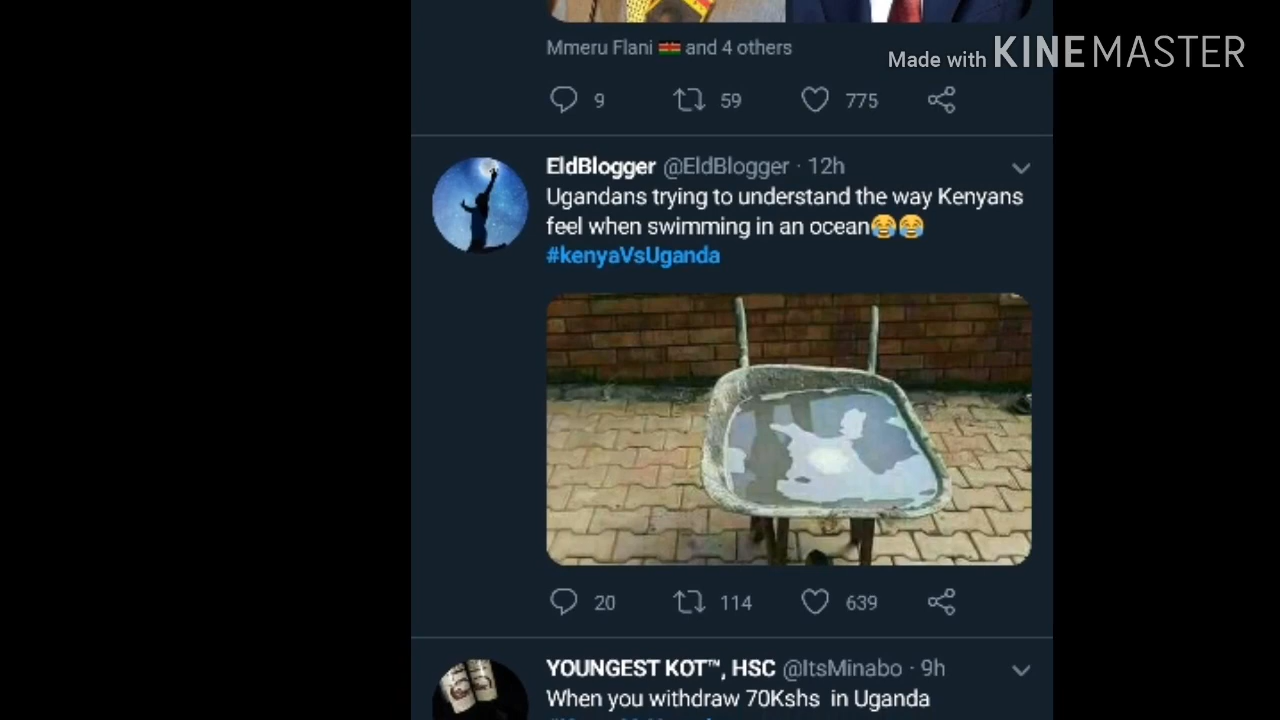 Mmeru Flani 🇰🇪 and 4 others
Made with KINEMASTER
9 59 775
EldBlogger @EldBlogger · 12h
Ugandans trying to understand the way Kenyans
feel when swimming in an ocean😂😂
#kenyaVsUganda
20 114 639
YOUNGEST KOT™, HSC @ItsMinabo · 9h
When you withdraw 70Kshs in Uganda